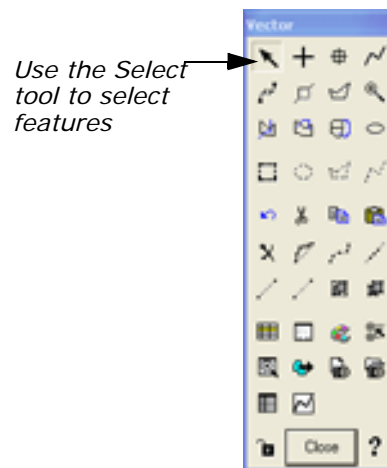 Vector
Use the Select
tool to select
features
Close
?